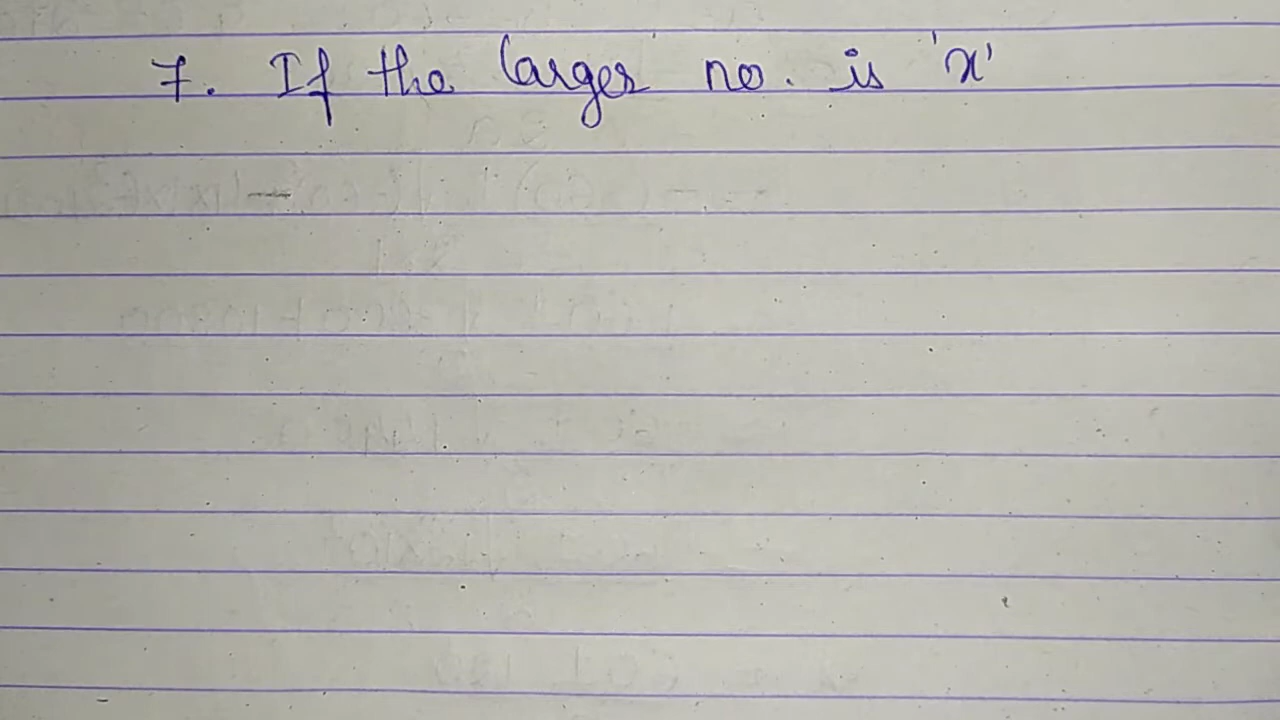 7. If the larger no. is 'x'